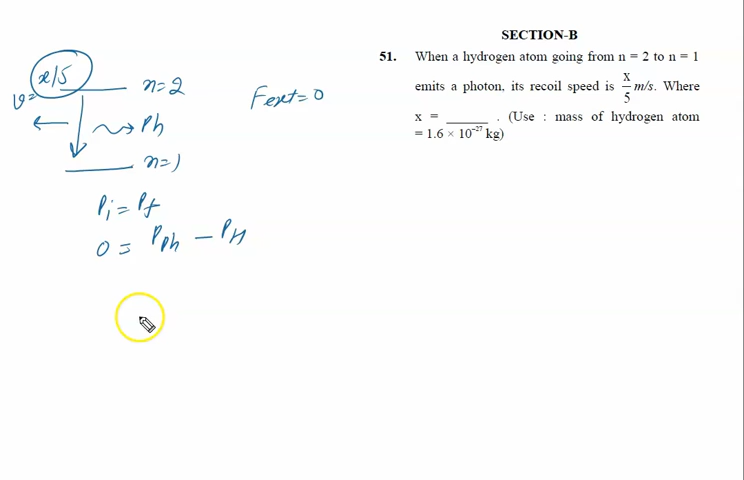 SECTION-B
51. When a hydrogen atom going from n = 2 to n = 1
emits a photon, its recoil speed is x/5 m/s. Where
x = ______ . (Use : mass of hydrogen atom
= 1.6 × 10⁻²⁷ kg)
v = x/5
n=2
Fext=0
Ph
n=1
Pi = Pf
0 = PPh − PH